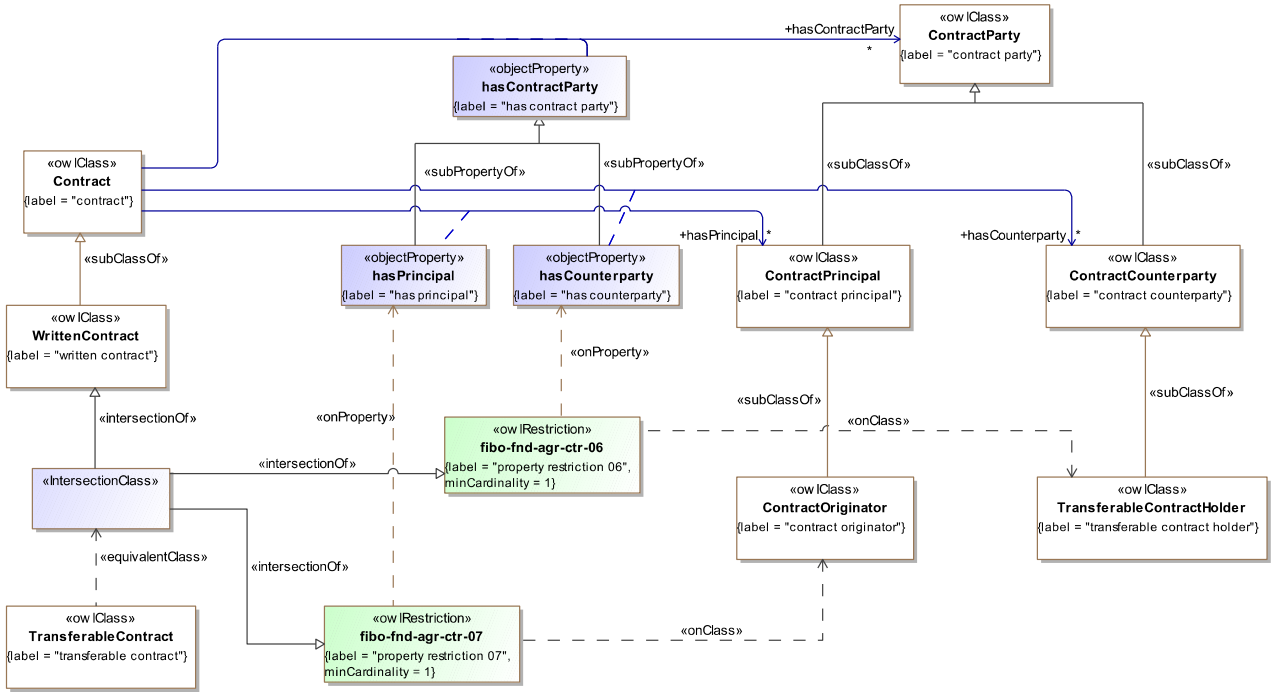 «owlClass»
ContractParty
{label = "contract party"}
+hasContractParty
*
«objectProperty»
hasContractParty
{label = "has contract party"}
«owlClass»
Contract
{label = "contract"}
«subPropertyOf»
«subPropertyOf»
«subClassOf»
«subClassOf»
+hasPrincipal
*
+hasCounterparty
*
«subClassOf»
«objectProperty»
hasPrincipal
{label = "has principal"}
«objectProperty»
hasCounterparty
{label = "has counterparty"}
«owlClass»
ContractPrincipal
{label = "contract principal"}
«owlClass»
ContractCounterparty
{label = "contract counterparty"}
«owlClass»
WrittenContract
{label = "written contract"}
«onProperty»
«onProperty»
«subClassOf»
«subClassOf»
«intersectionOf»
«owlRestriction»
fibo-fnd-agr-ctr-06
{label = "property restriction 06",
minCardinality = 1}
«onClass»
«intersectionOf»
«IntersectionClass»
«owlClass»
ContractOriginator
{label = "contract originator"}
«owlClass»
TransferableContractHolder
{label = "transferable contract holder"}
«equivalentClass»
«intersectionOf»
«owlClass»
TransferableContract
{label = "transferable contract"}
«owlRestriction»
fibo-fnd-agr-ctr-07
{label = "property restriction 07",
minCardinality = 1}
«onClass»